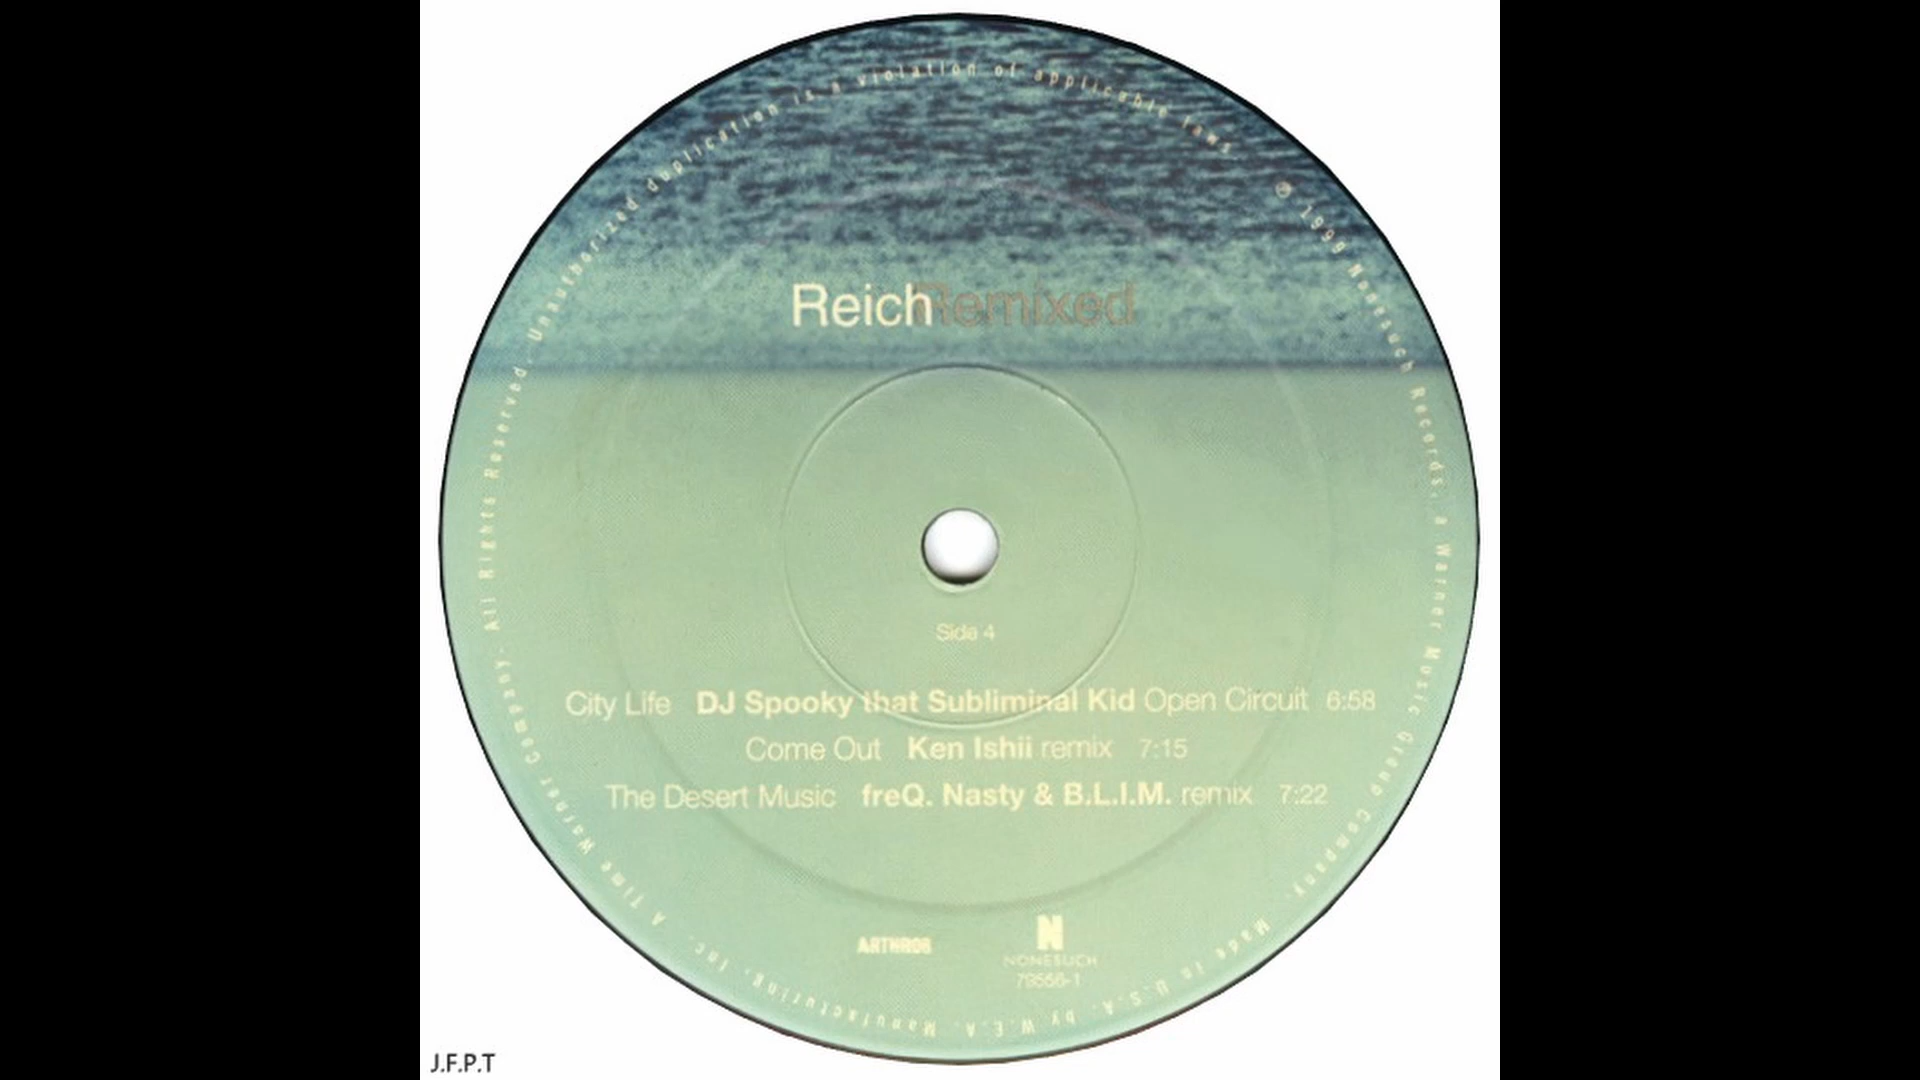 Unauthorized duplication is a violation of applicable laws.
℗ 1999 Nonesuch Records, a Warner Music Group Company.
Made in U.S.A. by W.E.A. Manufacturing, Inc.
A Time Warner Company. All Rights Reserved.
ReichRemixed
Side 4
City Life DJ Spooky that Subliminal Kid Open Circuit 6:58
Come Out Ken Ishii remix 7:15
The Desert Music freQ. Nasty & B.L.I.M. remix 7:22
ARTHROB
N
NONESUCH
79556-1
J.F.P.T